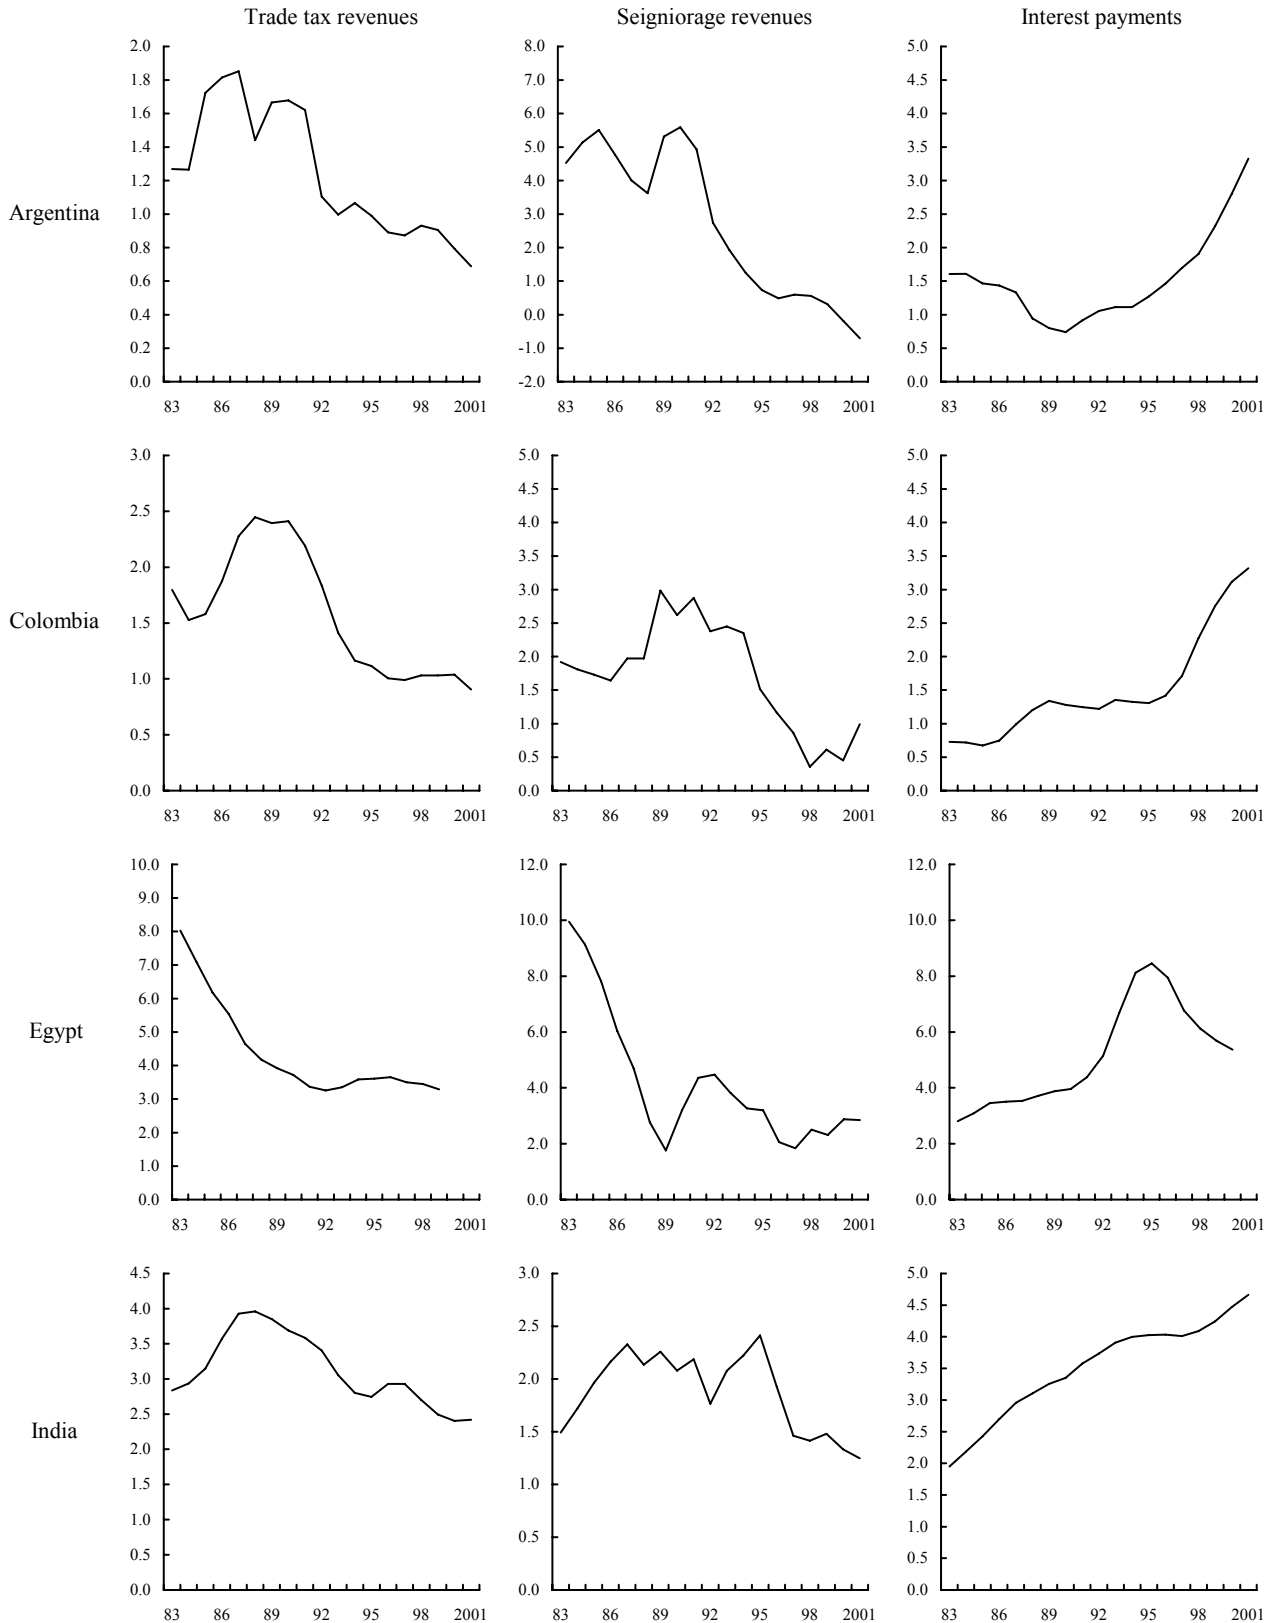 Trade tax revenues Seigniorage revenues Interest payments
2.0 8.0 5.0
1.8 7.0 4.5
1.6 6.0 4.0
1.4 5.0 3.5
1.2 4.0 3.0
Argentina 1.0 3.0 2.5
0.8 2.0 2.0
0.6 1.0 1.5
0.4 0.0 1.0
0.2 -1.0 0.5
0.0 -2.0 0.0
83 86 89 92 95 98 2001 83 86 89 92 95 98 2001 83 86 89 92 95 98 2001
3.0 5.0 5.0
4.5 4.5
2.5 4.0 4.0
3.5 3.5
2.0 3.0 3.0
Colombia 1.5 2.5 2.5
2.0 2.0
1.0 1.5 1.5
1.0 1.0
0.5 0.5 0.5
0.0 0.0 0.0
83 86 89 92 95 98 2001 83 86 89 92 95 98 2001 83 86 89 92 95 98 2001
10.0 12.0 12.0
9.0
8.0 10.0 10.0
7.0 8.0 8.0
6.0
Egypt 5.0 6.0 6.0
4.0
3.0 4.0 4.0
2.0 2.0 2.0
1.0
0.0 0.0 0.0
83 86 89 92 95 98 2001 83 86 89 92 95 98 2001 83 86 89 92 95 98 2001
4.5 3.0 5.0
4.0 4.5
3.5 2.5 4.0
3.0 3.5
2.0 3.0
India 2.5 1.5 2.5
2.0 2.0
1.5 1.0 1.5
1.0 1.0
0.5 0.5 0.5
0.0 0.0 0.0
83 86 89 92 95 98 2001 83 86 89 92 95 98 2001 83 86 89 92 95 98 2001